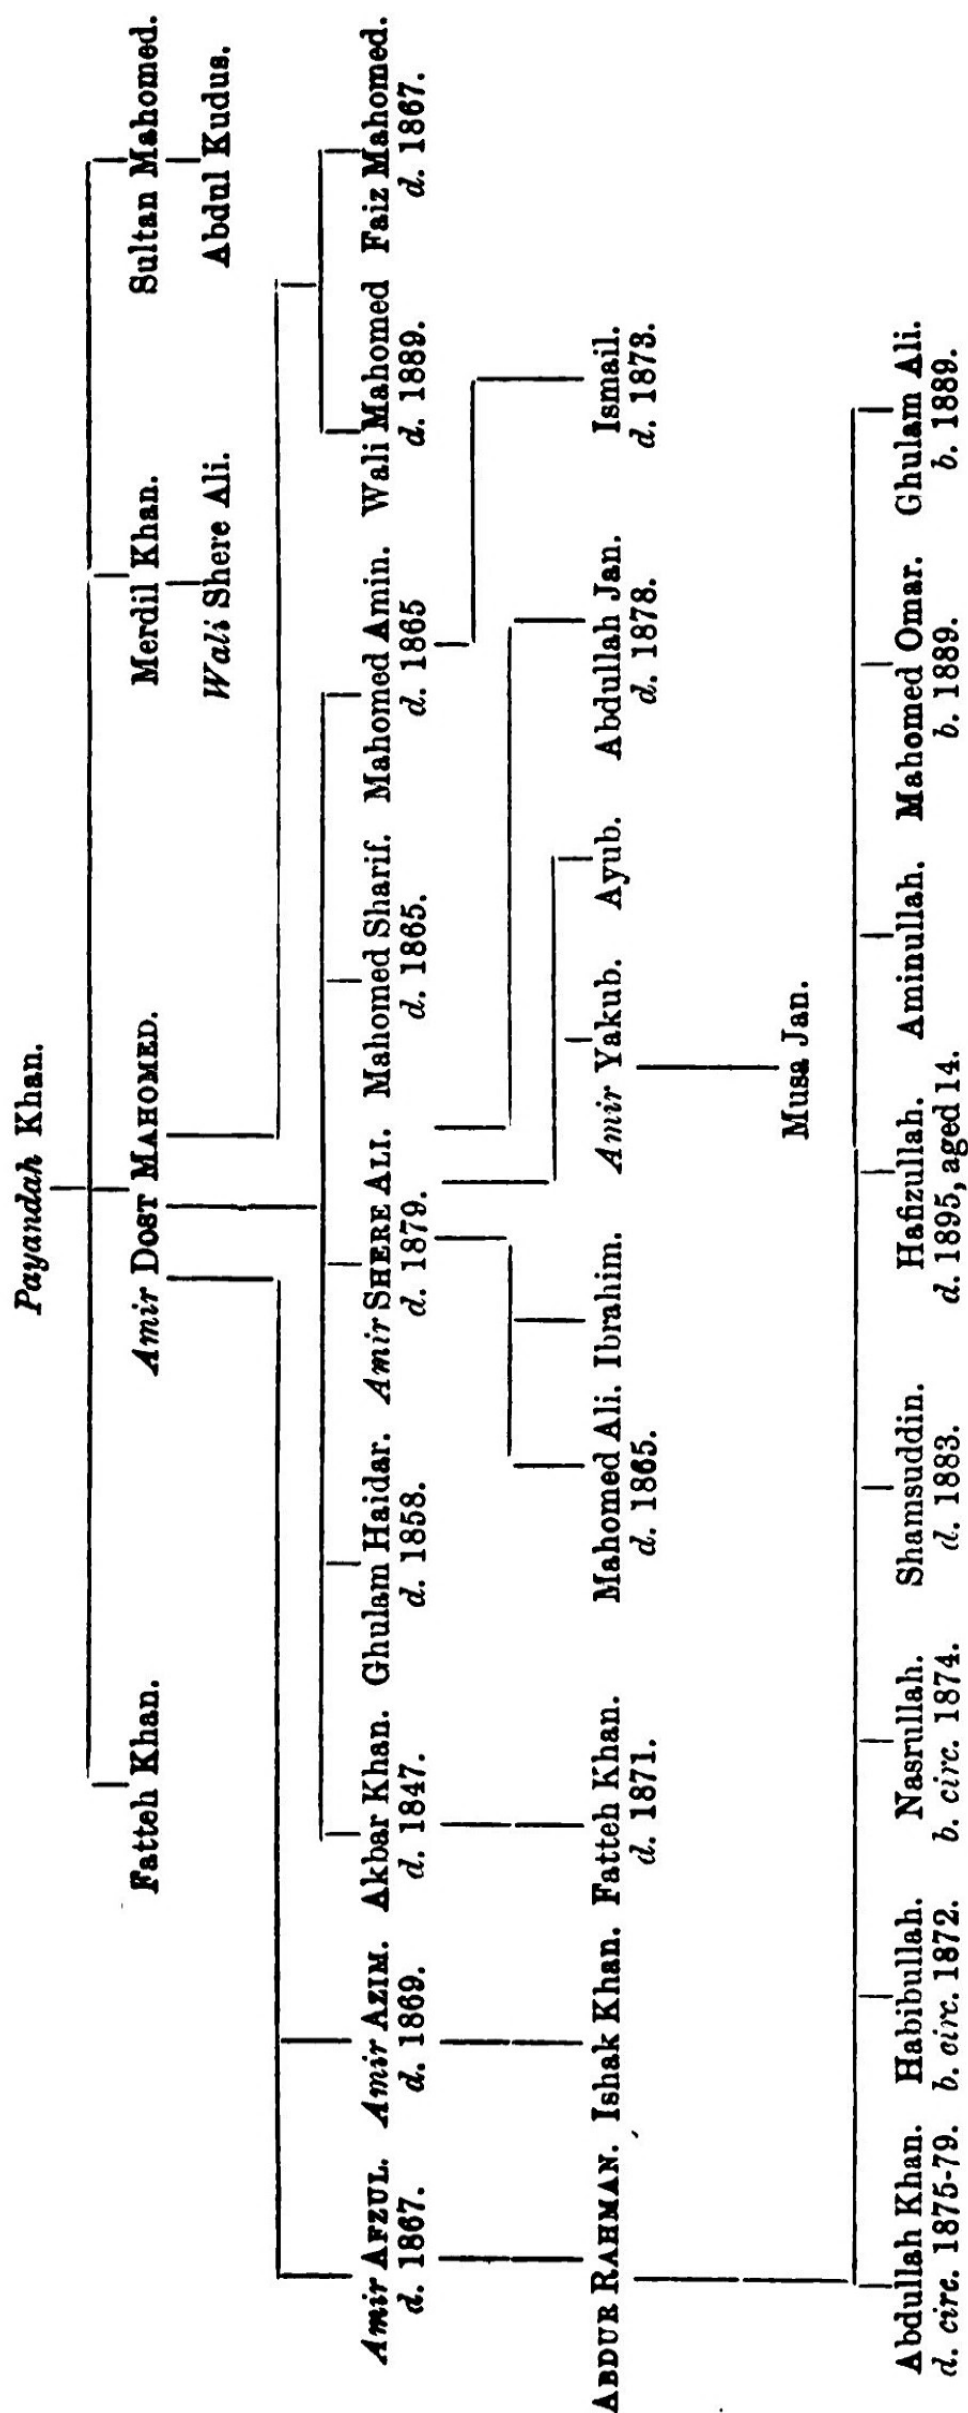 Payandah Khan.
Fatteh Khan. Amir DOST MAHOMED. Merdil Khan. Sultan Mahomed.
Wali Shere Ali. Abdul Kudus.
Amir AFZUL. Amir AZIM. Akbar Khan. Ghulam Haidar. Amir SHERE ALI. Mahomed Sharif. Mahomed Amin. Wali Mahomed Faiz Mahomed.
d. 1867. d. 1869. d. 1847. d. 1858. d. 1879. d. 1865. d. 1865 d. 1889. d. 1867.
ABDUR RAHMAN. Ishak Khan. Fatteh Khan. Mahomed Ali. Ibrahim. Amir Yakub. Ayub. Abdullah Jan. Ismail.
d. 1871. d. 1865. d. 1878. d. 1873.
Musa Jan.
Abdullah Khan. Habibullah. Nasrullah. Shamsuddin. Hafizullah. Aminullah. Mahomed Omar. Ghulam Ali.
d. circ. 1875-79. b. circ. 1872. b. circ. 1874. d. 1883. d. 1895, aged 14. b. 1889. b. 1889.